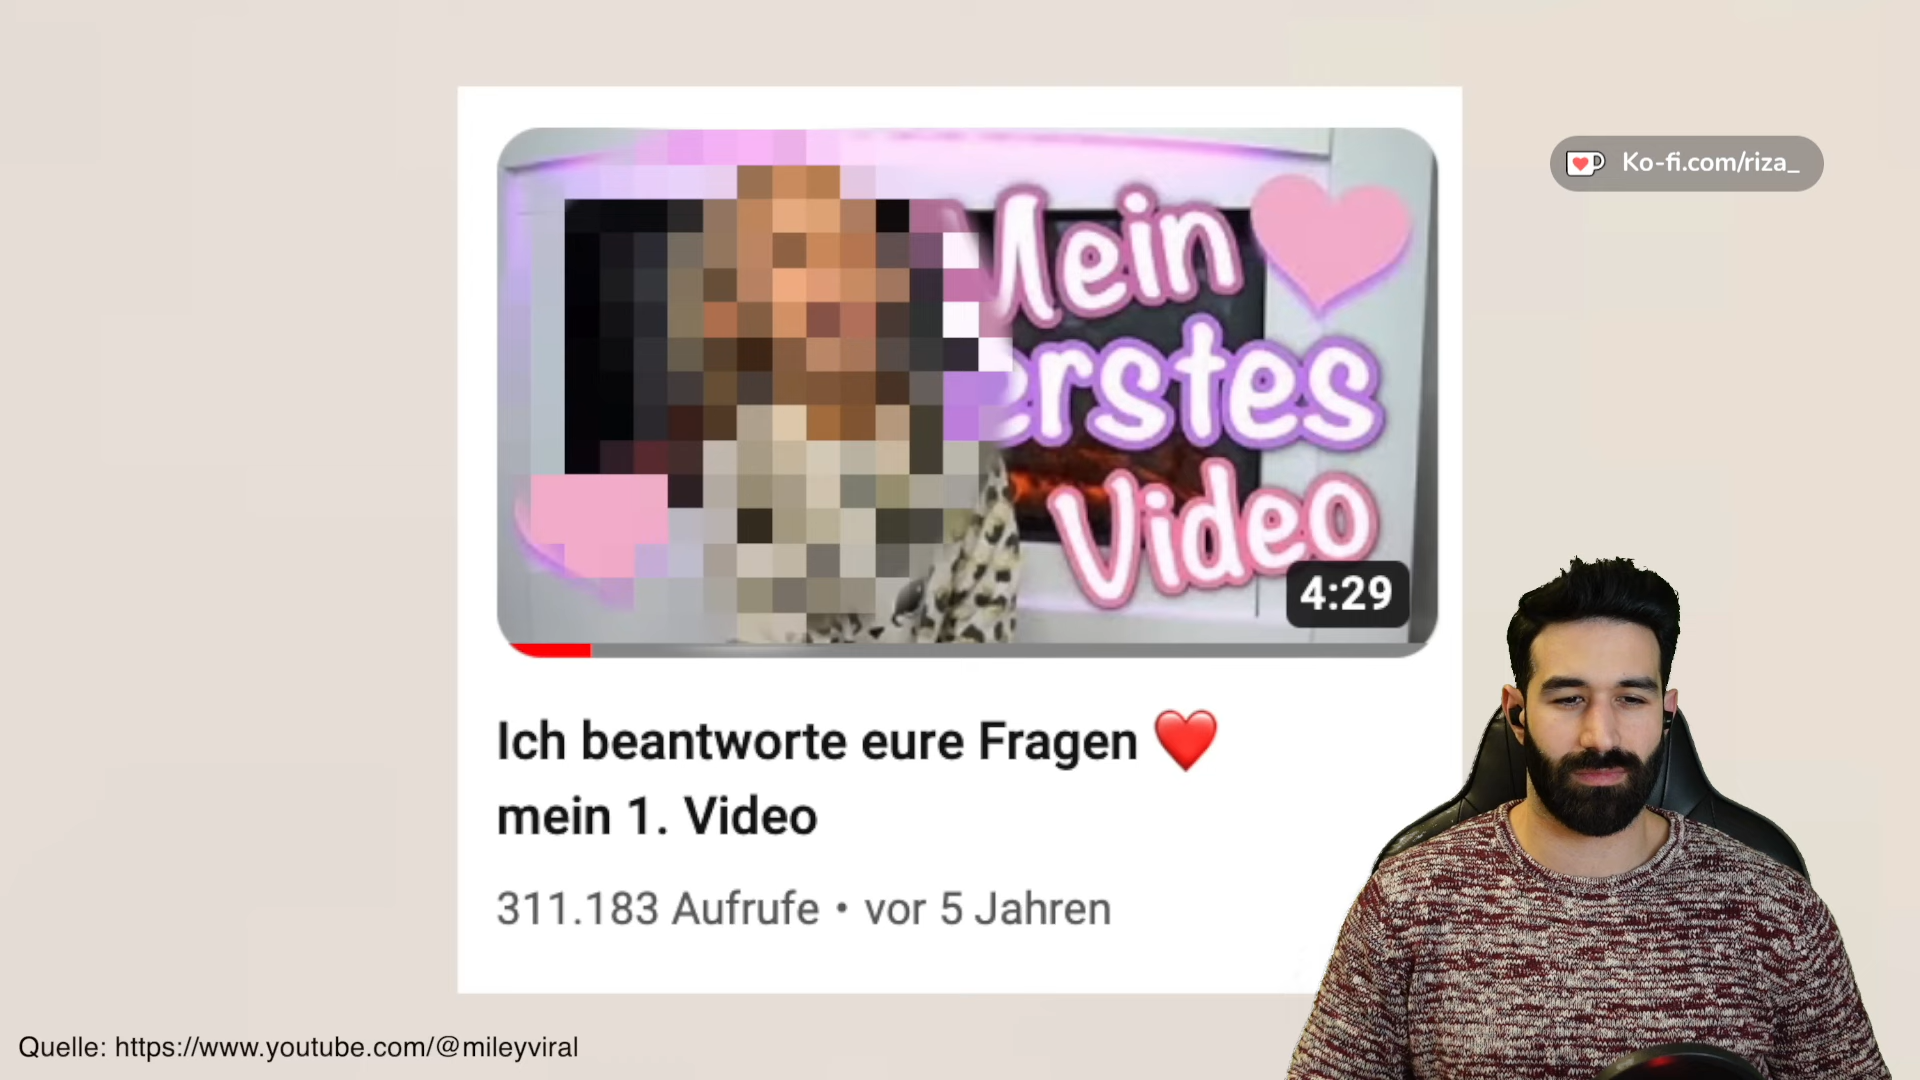 Mein
erstes
Video
4:29
Ich beantworte eure Fragen ❤️
mein 1. Video
311.183 Aufrufe • vor 5 Jahren
Ko-fi.com/riza_
Quelle: https://www.youtube.com/@mileyviral